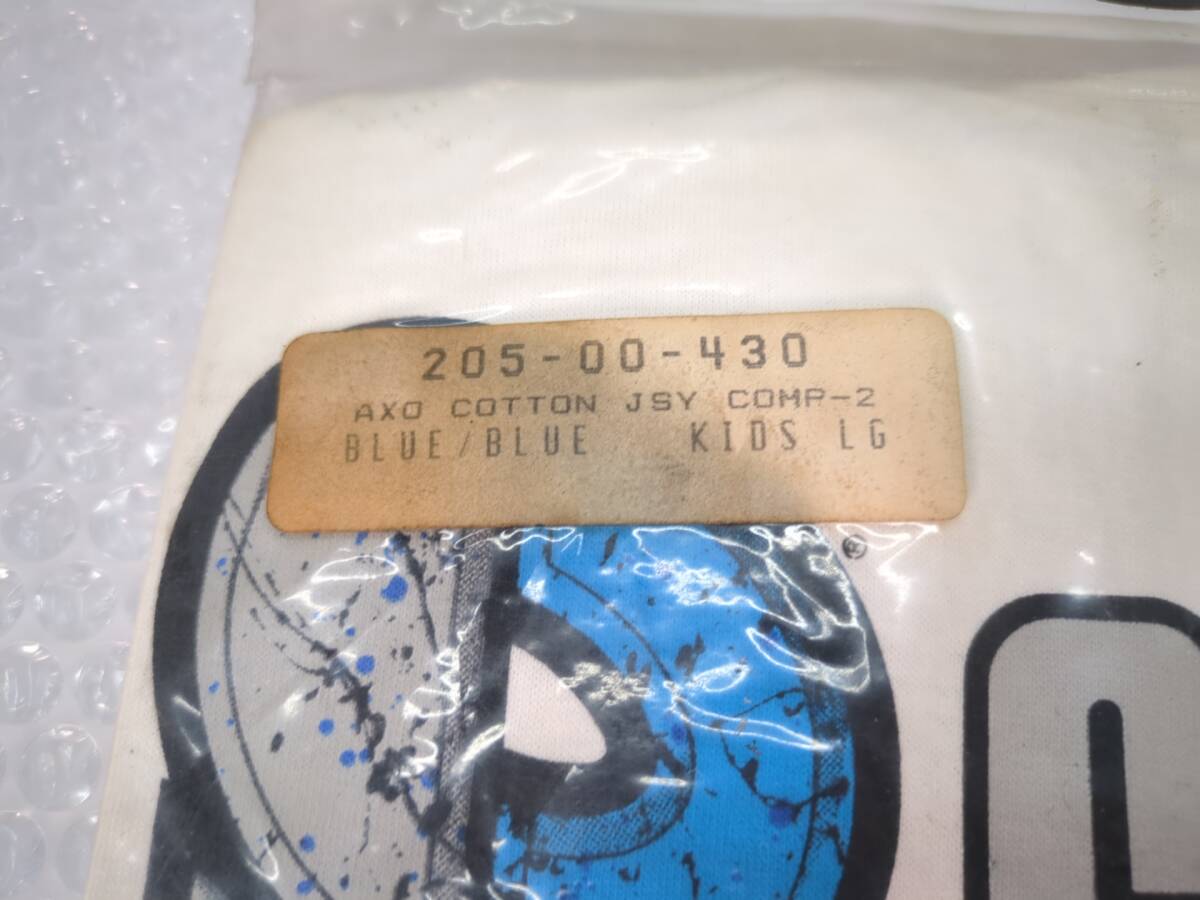 205-00-430
AXO COTTON JSY COMP-2
BLUE/BLUE KIDS LG
®